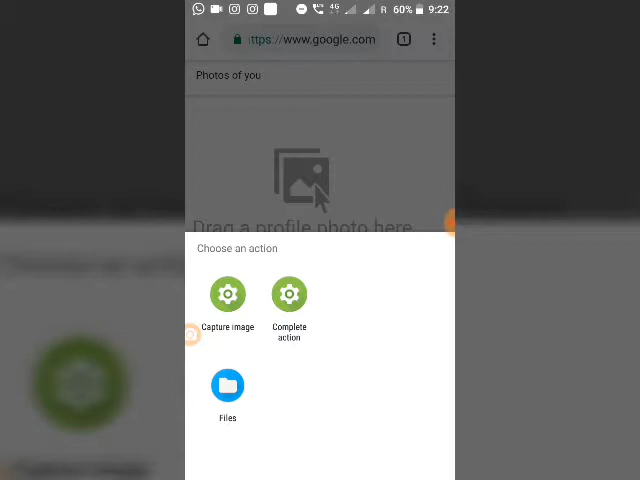 4G
R 60% 9:22
ttps://www.google.com 1
Photos of you
Drag a profile photo here
Choose an action
Capture image
Complete action
Files